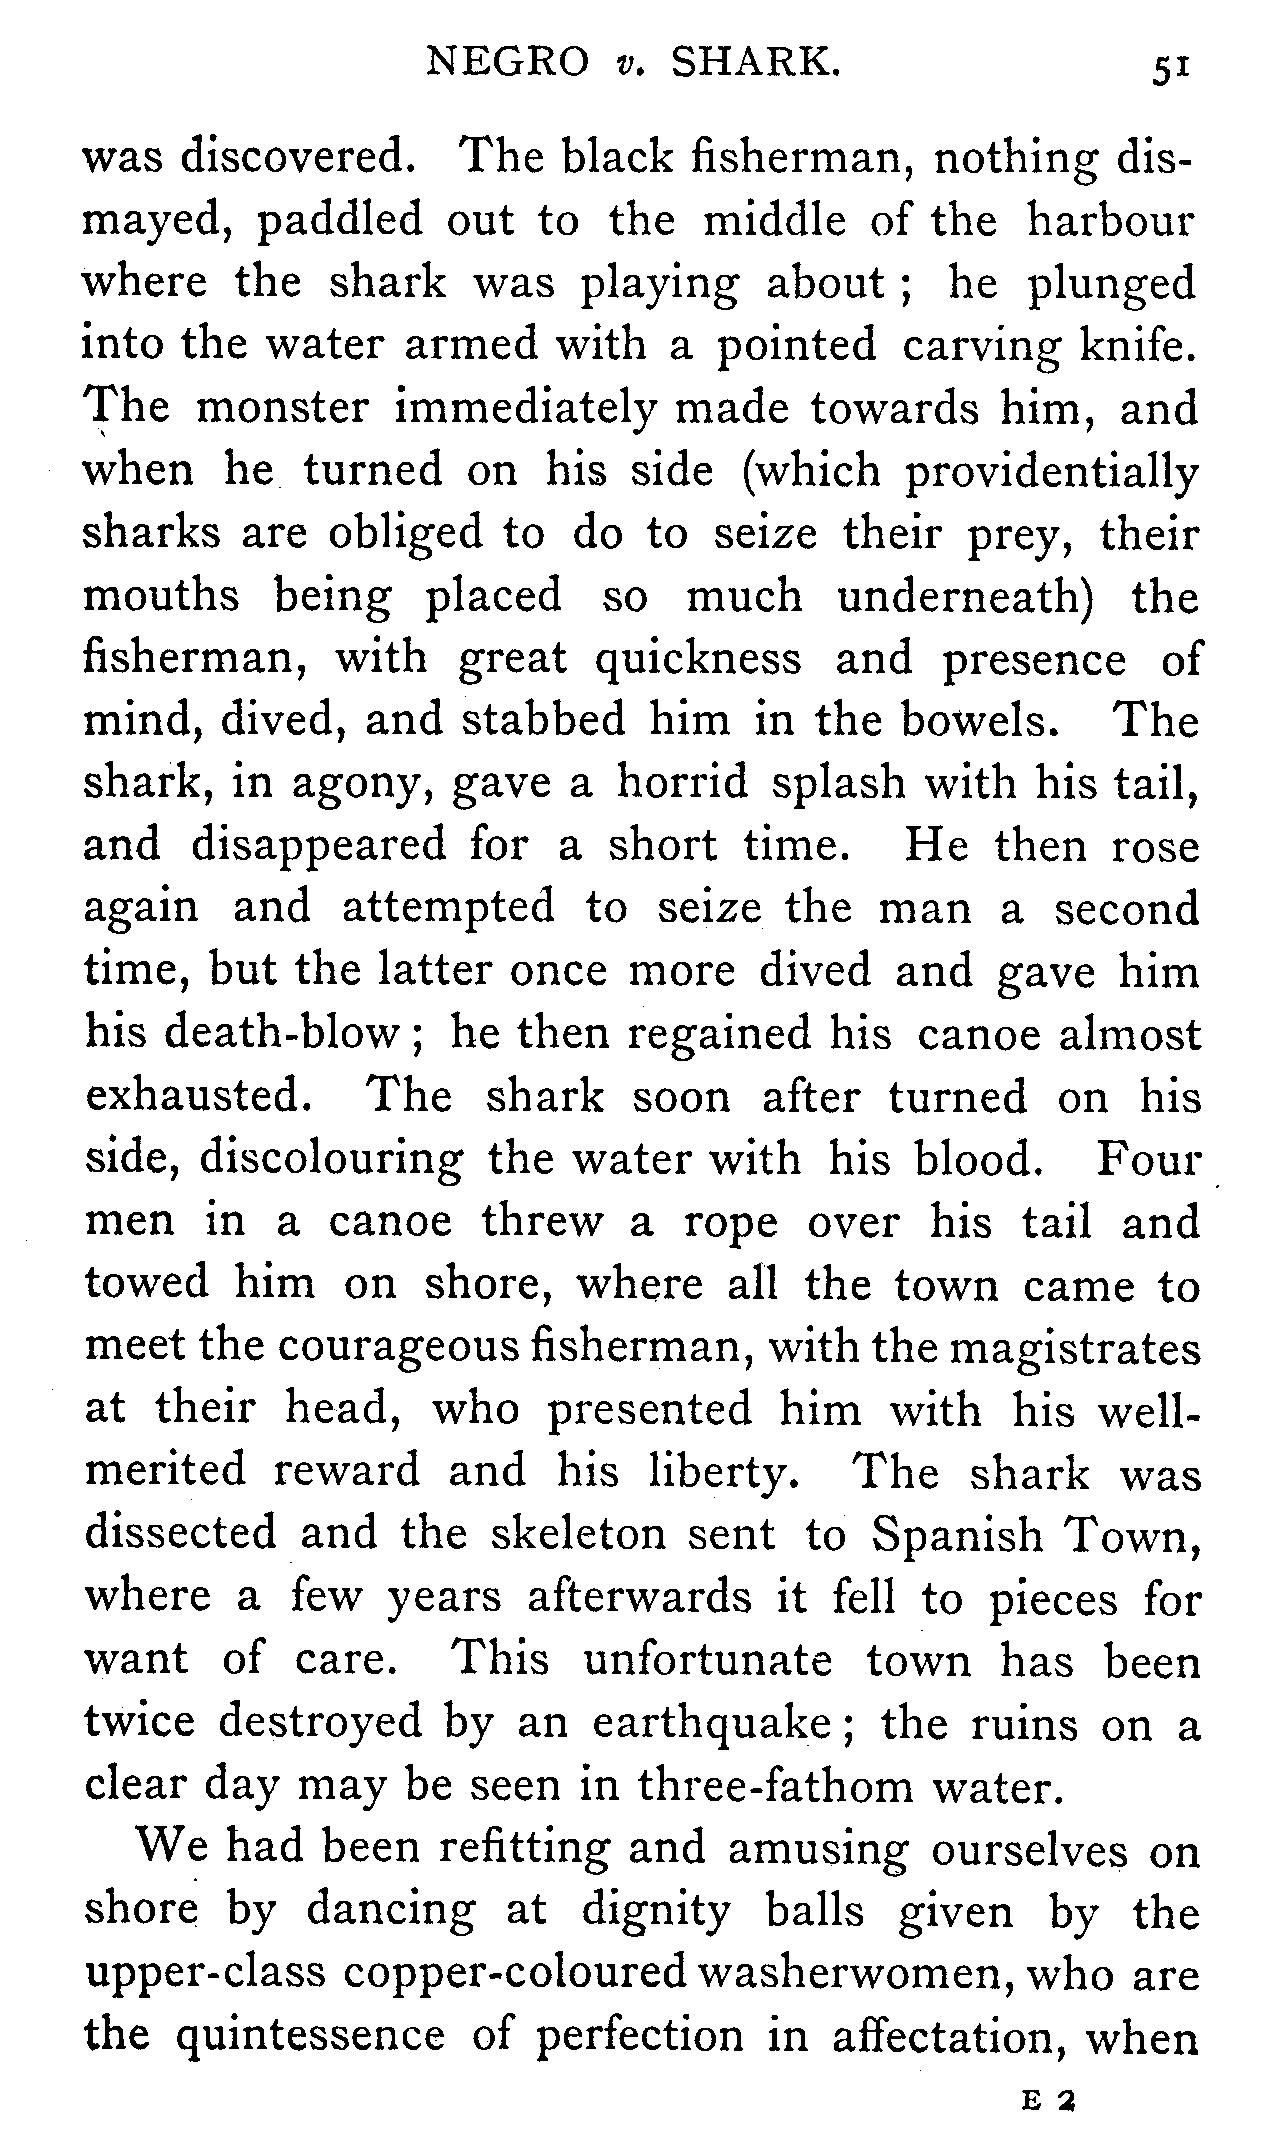 NEGRO v. SHARK. 51
was discovered. The black fisherman, nothing dis-
mayed, paddled out to the middle of the harbour
where the shark was playing about ; he plunged
into the water armed with a pointed carving knife.
The monster immediately made towards him, and
when he turned on his side (which providentially
sharks are obliged to do to seize their prey, their
mouths being placed so much underneath) the
fisherman, with great quickness and presence of
mind, dived, and stabbed him in the bowels. The
shark, in agony, gave a horrid splash with his tail,
and disappeared for a short time. He then rose
again and attempted to seize the man a second
time, but the latter once more dived and gave him
his death-blow ; he then regained his canoe almost
exhausted. The shark soon after turned on his
side, discolouring the water with his blood. Four
men in a canoe threw a rope over his tail and
towed him on shore, where all the town came to
meet the courageous fisherman, with the magistrates
at their head, who presented him with his well-
merited reward and his liberty. The shark was
dissected and the skeleton sent to Spanish Town,
where a few years afterwards it fell to pieces for
want of care. This unfortunate town has been
twice destroyed by an earthquake ; the ruins on a
clear day may be seen in three-fathom water.
We had been refitting and amusing ourselves on
shore by dancing at dignity balls given by the
upper-class copper-coloured washerwomen, who are
the quintessence of perfection in affectation, when
E 2